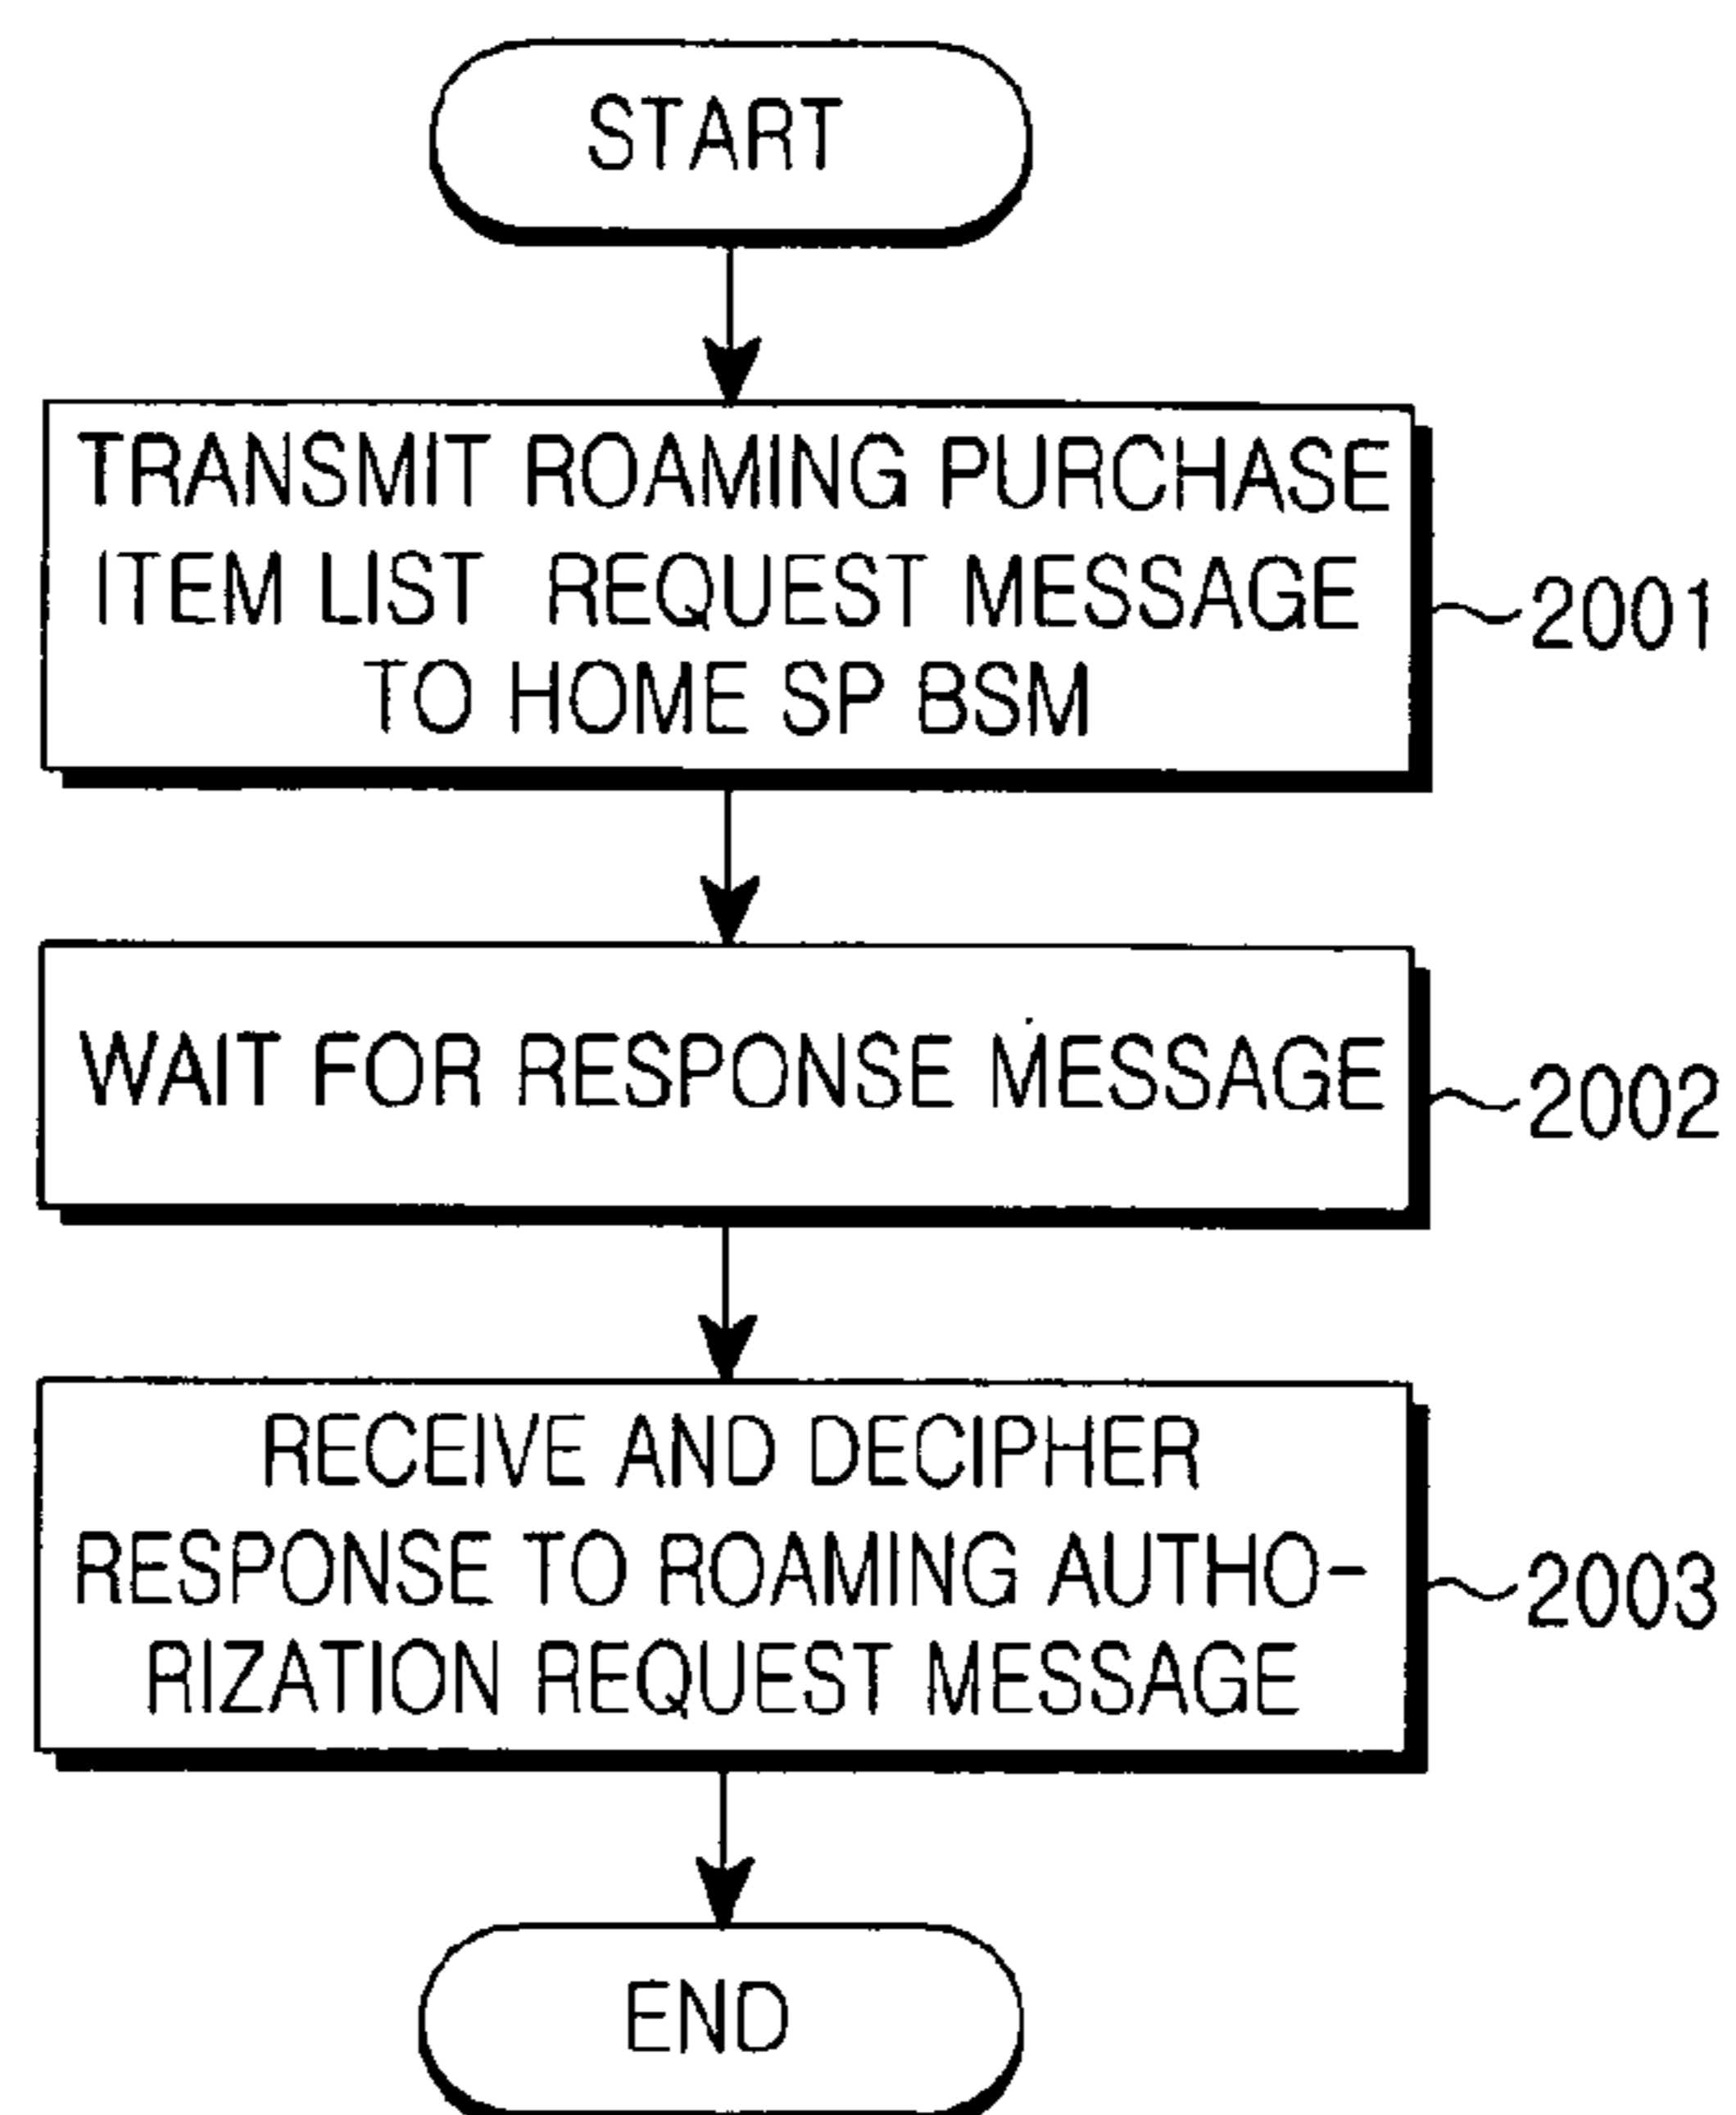 START
TRANSMIT ROAMING PURCHASE
ITEM LIST REQUEST MESSAGE
TO HOME SP BSM
2001
WAIT FOR RESPONSE MESSAGE
2002
RECEIVE AND DECIPHER
RESPONSE TO ROAMING AUTHO-
RIZATION REQUEST MESSAGE
2003
END